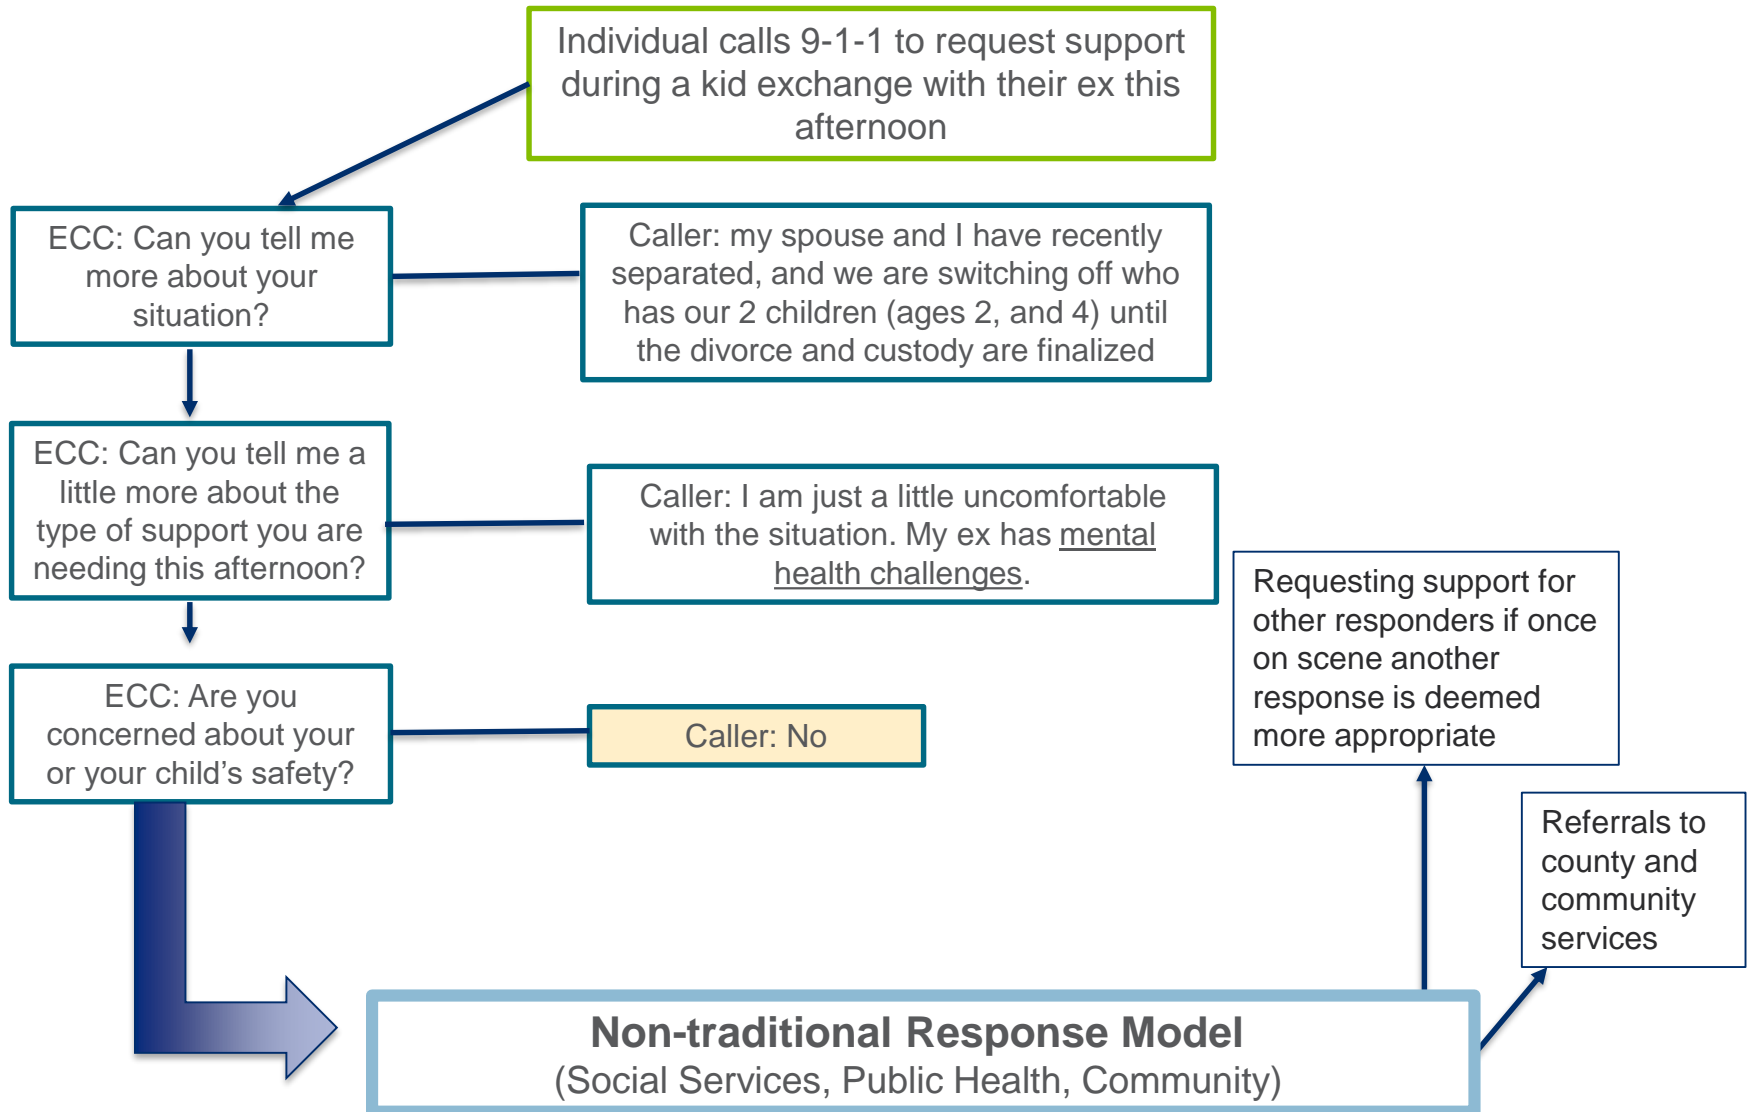 Individual calls 9-1-1 to request support
during a kid exchange with their ex this
afternoon
ECC: Can you tell me
more about your
situation?
Caller: my spouse and I have recently
separated, and we are switching off who
has our 2 children (ages 2, and 4) until
the divorce and custody are finalized
ECC: Can you tell me a
little more about the
type of support you are
needing this afternoon?
Caller: I am just a little uncomfortable
with the situation. My ex has mental
health challenges.
ECC: Are you
concerned about your
or your child’s safety?
Caller: No
Requesting support for
other responders if once
on scene another
response is deemed
more appropriate
Referrals to
county and
community
services
Non-traditional Response Model
(Social Services, Public Health, Community)